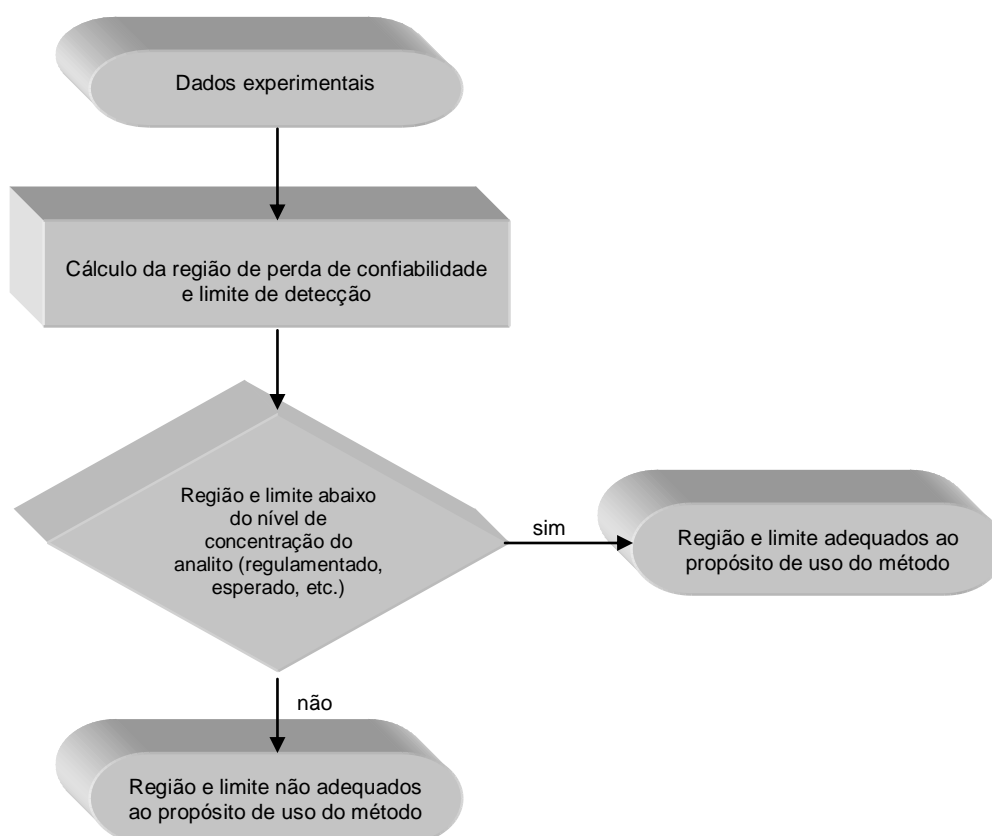 Dados experimentais
Cálculo da região de perda de confiabilidade
e limite de detecção
Região e limite abaixo
do nível de
concentração do
analito (regulamentado,
esperado, etc.)
sim
Região e limite adequados ao
propósito de uso do método
não
Região e limite não adequados
ao propósito de uso do método